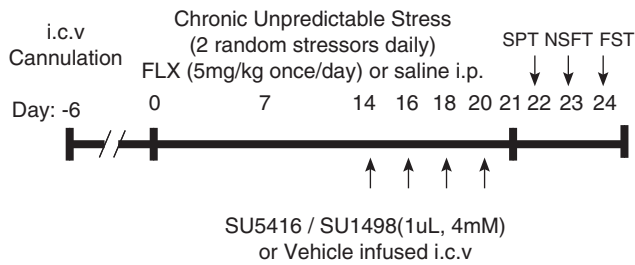 i.c.v
Cannulation
Chronic Unpredictable Stress
(2 random stressors daily)
FLX (5mg/kg once/day) or saline i.p.
SPT NSFT FST
Day: -6 0 7 14 16 18 20 21 22 23 24
SU5416 / SU1498(1uL, 4mM)
or Vehicle infused i.c.v